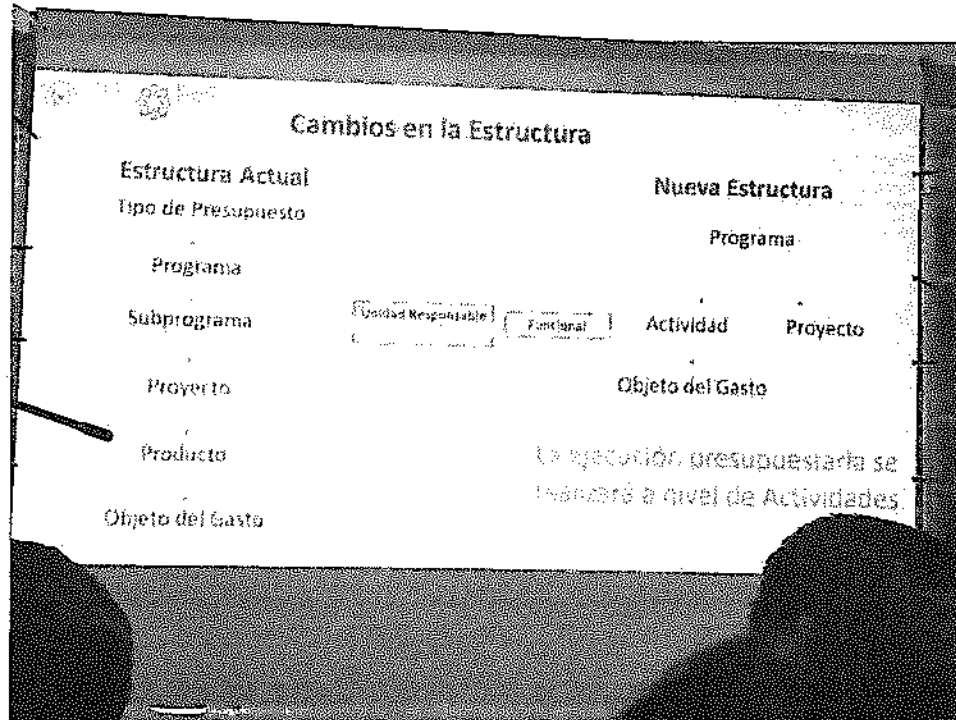 Cambios en la Estructura
Estructura Actual
Tipo de Presupuesto
Programa
Subprograma
Proyecto
Producto
Objeto del Gasto
Unidad Responsable
Funcional
Nueva Estructura
Programa
Actividad
Proyecto
Objeto del Gasto
La ejecución presupuestaria se
realizará a nivel de Actividades